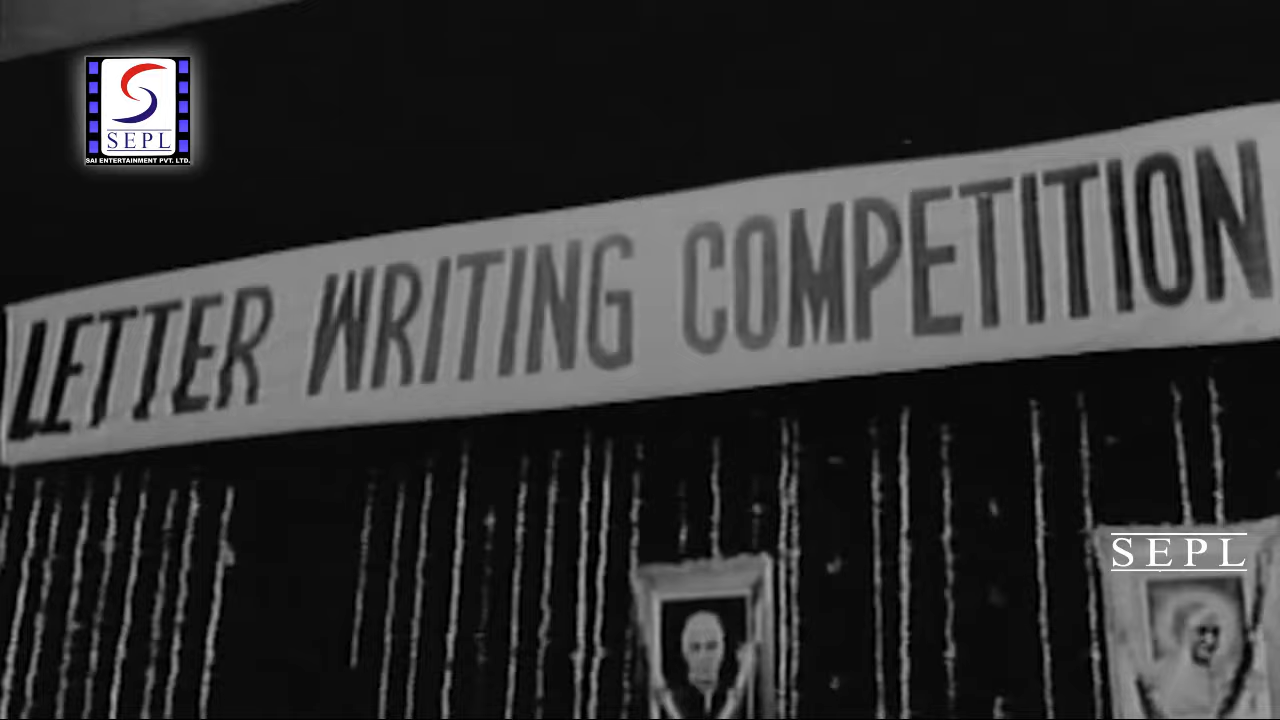 SEPL
SAI ENTERTAINMENT PVT. LTD.
LETTER WRITING COMPETITION
SEPL